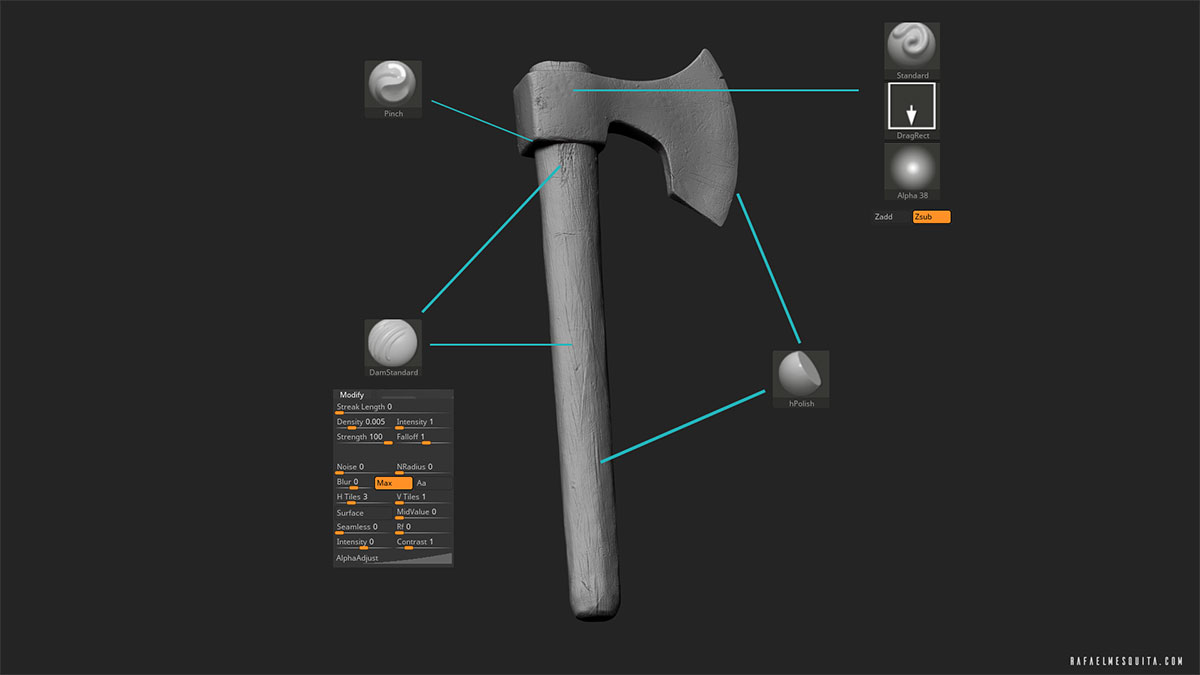 Pinch
Standard
DragRect
Alpha 38
Zadd Zsub
DamStandard
hPolish
Modify
Streak Length 0
Density 0.005 Intensity 1
Strength 100 Falloff 1
Noise 0 NRadius 0
Blur 0 Max Aa
H Tiles 3 V Tiles 1
Surface MidValue 0
Seamless 0 Rf 0
Intensity 0 Contrast 1
AlphaAdjust
RAFAELMESQUITA.COM